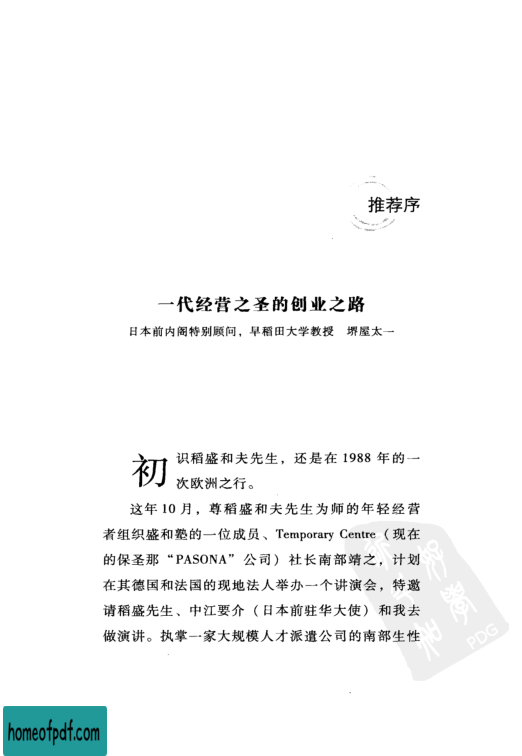 推荐序
一代经营之圣的创业之路
日本前内阁特别顾问，早稻田大学教授　堺屋太一
初识稻盛和夫先生，还是在 1988 年的一
次欧洲之行。
这年 10 月，尊稻盛和夫先生为师的年轻经营
者组织盛和塾的一位成员、Temporary Centre（现在
的保圣那“PASONA”公司）社长南部靖之，计划
在其德国和法国的现地法人举办一个讲演会，特邀
请稻盛先生、中江要介（日本前驻华大使）和我去
做演讲。执掌一家大规模人才派遣公司的南部生性
PDG
homeofpdf.com